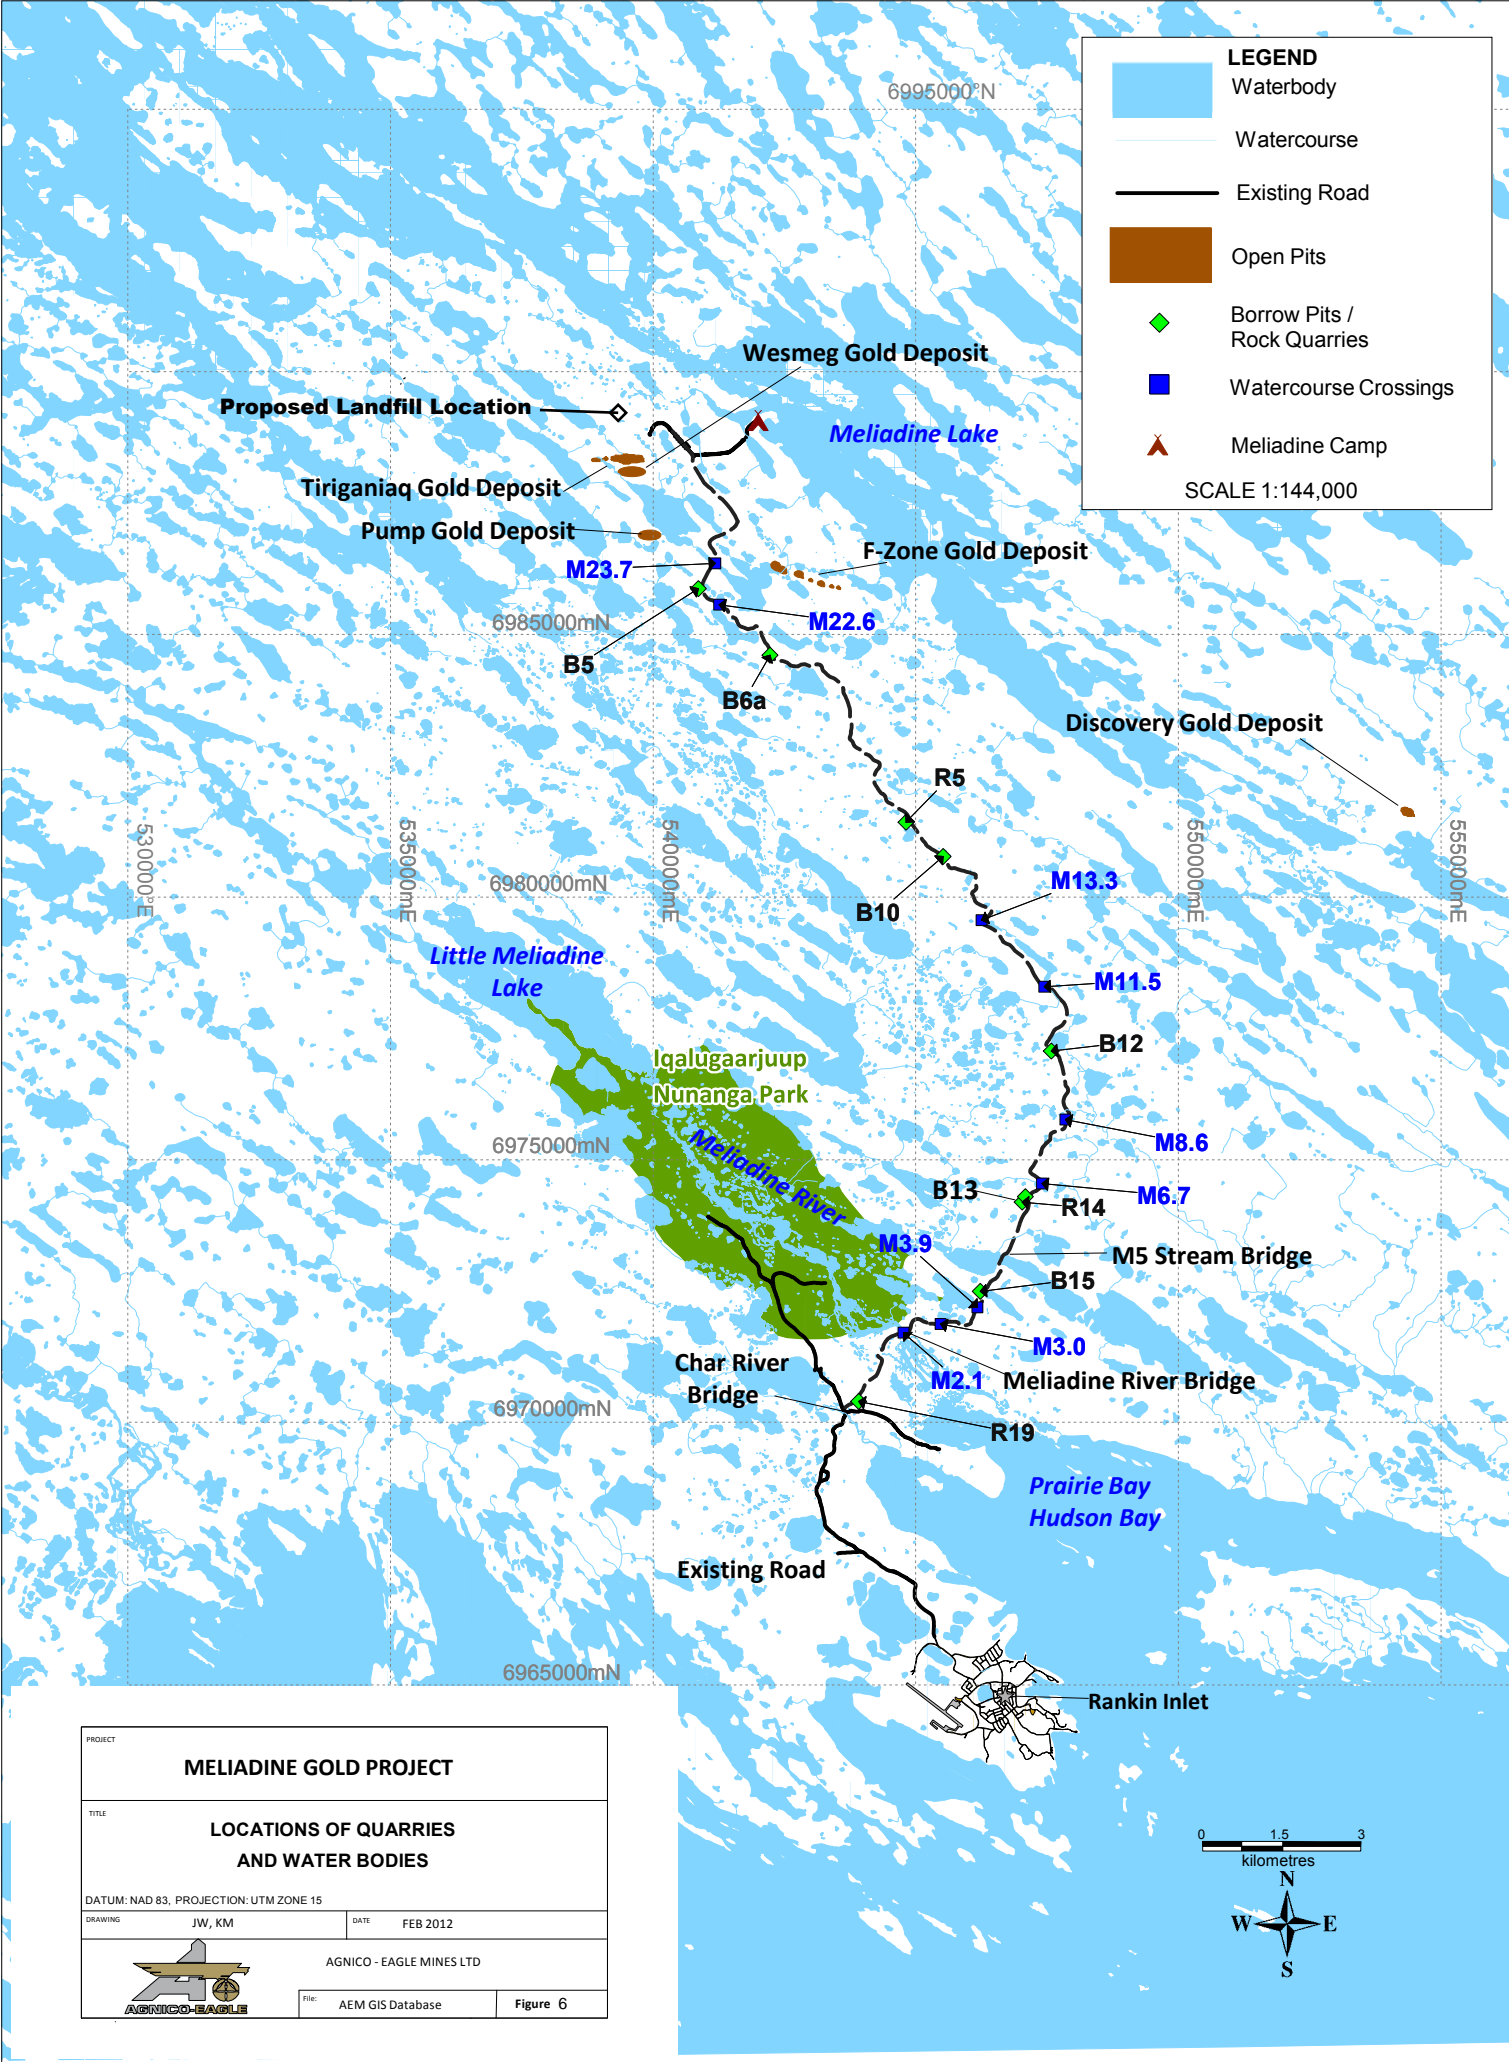 6995000°N
LEGEND
Waterbody
Watercourse
Existing Road
Open Pits
Borrow Pits /
Rock Quarries
Watercourse Crossings
Meliadine Camp
SCALE 1:144,000
Wesmeg Gold Deposit
Proposed Landfill Location
Meliadine Lake
Tiriganiaq Gold Deposit
Pump Gold Deposit
F-Zone Gold Deposit
M23.7
M22.6
6985000mN
B5
B6a
Discovery Gold Deposit
R5
530000°E
535000mE
540000mE
550000mE
555000mE
6980000mN
M13.3
B10
Little Meliadine
Lake
M11.5
B12
Iqalugaarjuup
Nunanga Park
6975000mN
Meliadine River
M8.6
B13
M6.7
R14
M3.9
M5 Stream Bridge
B15
M3.0
Char River
Bridge
M2.1
Meliadine River Bridge
6970000mN
R19
Prairie Bay
Hudson Bay
Existing Road
6965000mN
Rankin Inlet
PROJECT
MELIADINE GOLD PROJECT
TITLE
LOCATIONS OF QUARRIES
AND WATER BODIES
DATUM: NAD 83, PROJECTION: UTM ZONE 15
DRAWING JW, KM DATE FEB 2012
AGNICO - EAGLE MINES LTD
AGNICO-EAGLE
File: AEM GIS Database Figure 6
0 1.5 3
kilometres
N
W E
S